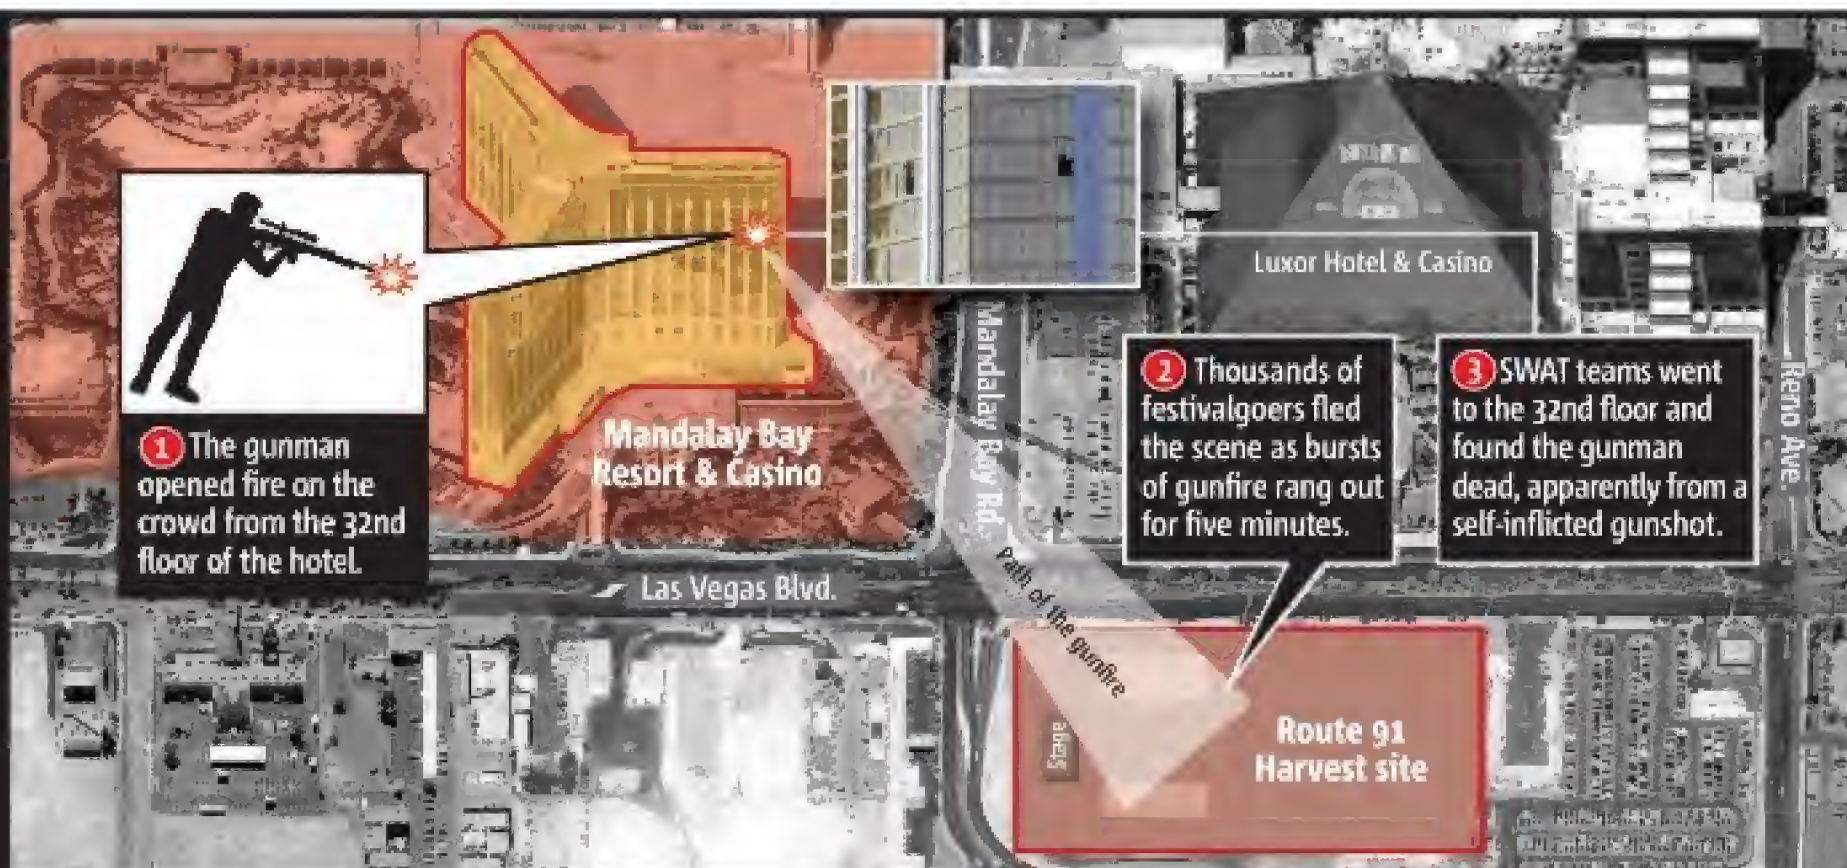 1 The gunman
opened fire on the
crowd from the 32nd
floor of the hotel.
Mandalay Bay
Resort & Casino
Las Vegas Blvd.
Mandalay Bay Rd.
Luxor Hotel & Casino
2 Thousands of
festivalgoers fled
the scene as bursts
of gunfire rang out
for five minutes.
3 SWAT teams went
to the 32nd floor and
found the gunman
dead, apparently from a
self-inflicted gunshot.
Reno Ave.
Path of the gunfire
Stage
Route 91
Harvest site